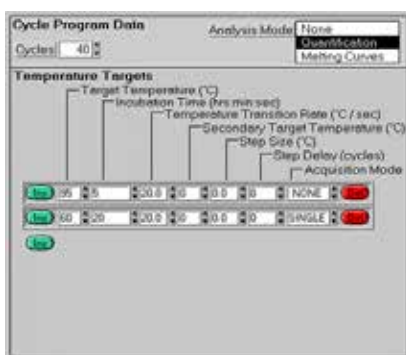 Cycle Program Data
Analysis Mode None
Quantification
Melting Curves
Cycles 40
Temperature Targets
Target Temperature (°C)
Incubation Time (hrs:min:sec)
Temperature Transition Rate (°C / sec)
Secondary Target Temperature (°C)
Step Size (°C)
Step Delay (cycles)
Acquisition Mode
95 5 20.0 0 0.0 0 NONE
60 20 20.0 0 0.0 0 SINGLE